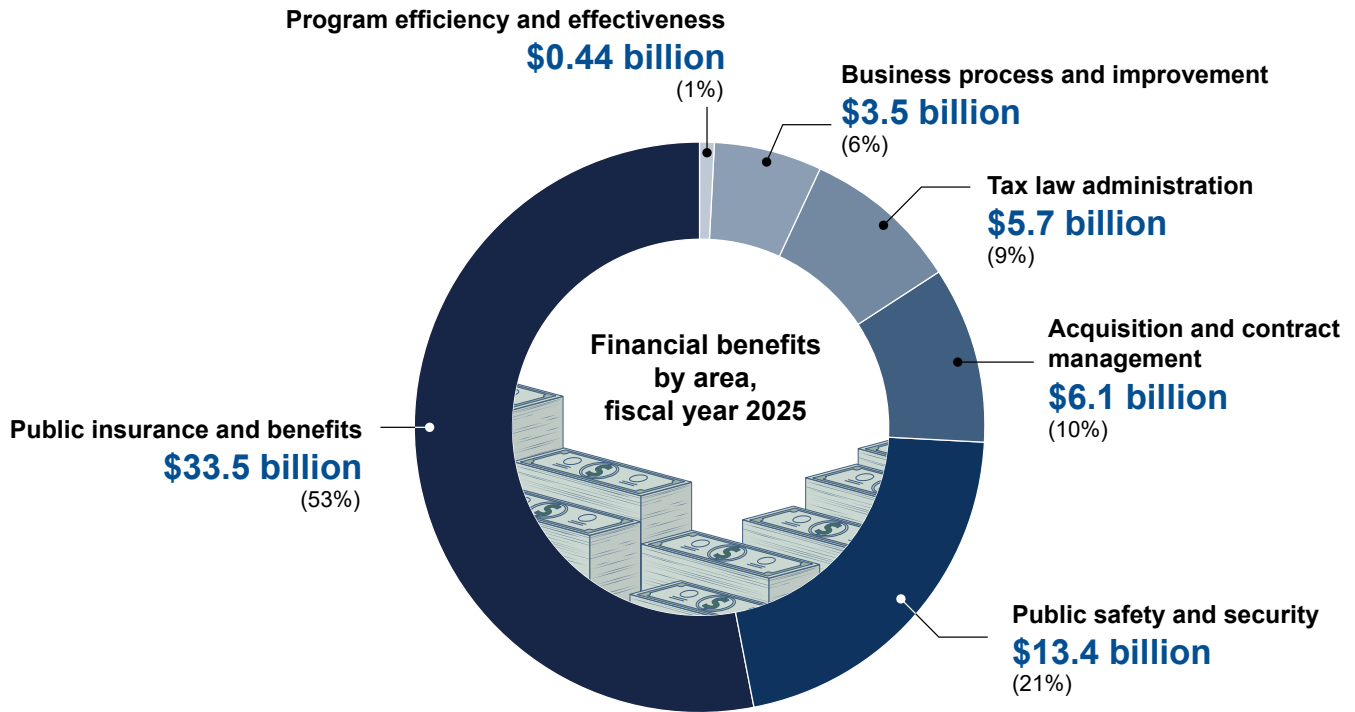 Program efficiency and effectiveness
$0.44 billion
(1%)
Business process and improvement
$3.5 billion
(6%)
Tax law administration
$5.7 billion
(9%)
Acquisition and contract
management
$6.1 billion
(10%)
Financial benefits
by area,
fiscal year 2025
Public insurance and benefits
$33.5 billion
(53%)
Public safety and security
$13.4 billion
(21%)